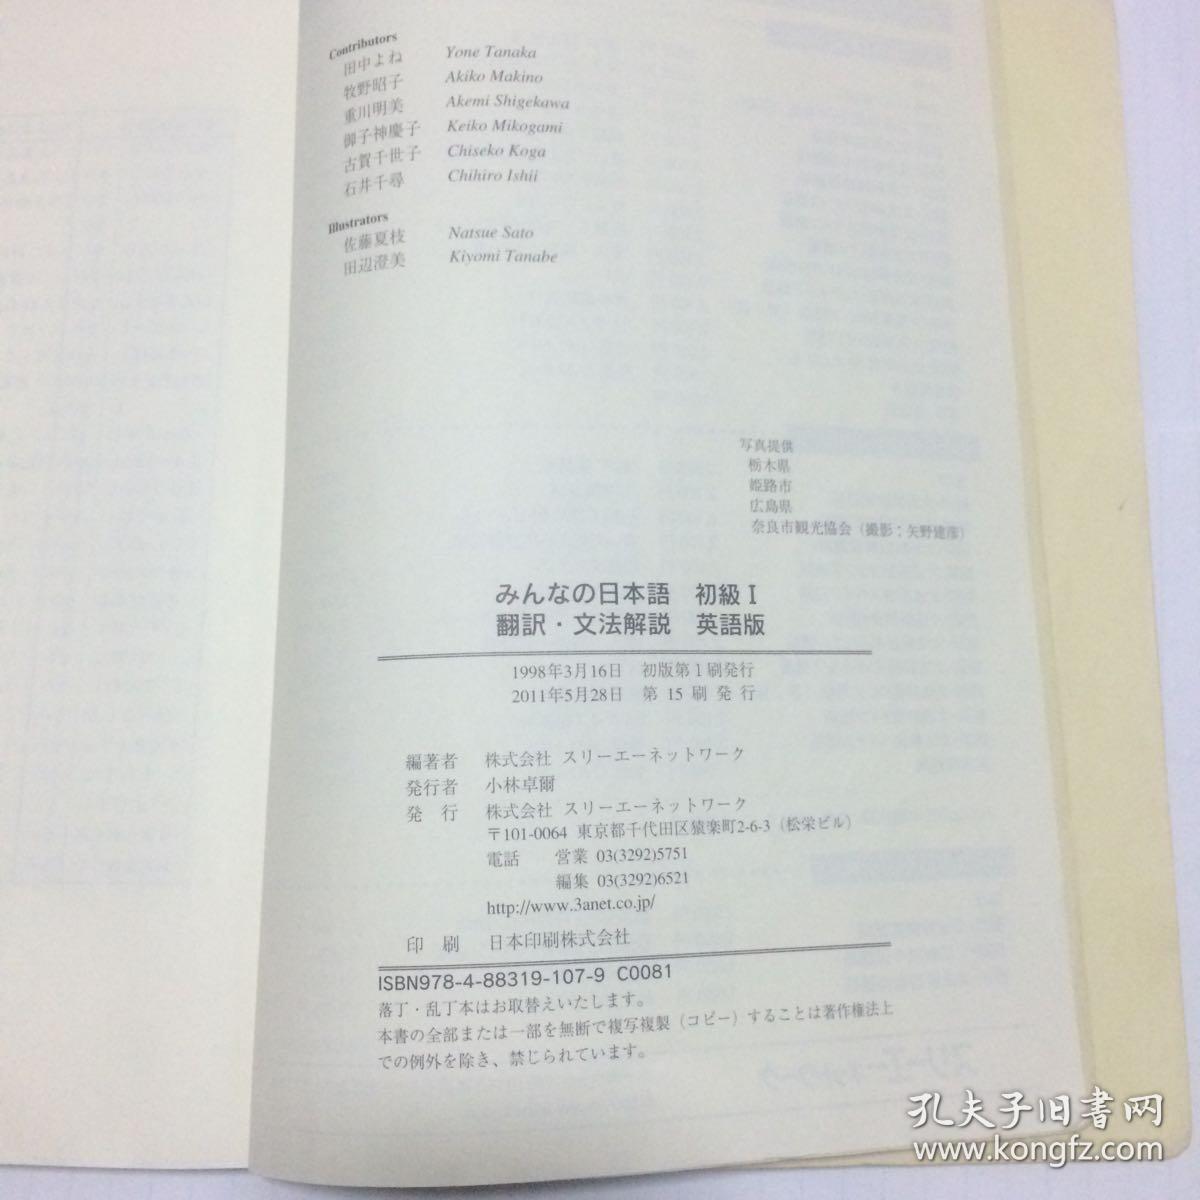 Contributors
田中よね Yone Tanaka
牧野昭子 Akiko Makino
重川明美 Akemi Shigekawa
御子神慶子 Keiko Mikogami
古賀千世子 Chiseko Koga
石井千尋 Chihiro Ishii
Illustrators
佐藤夏枝 Natsue Sato
田辺澄美 Kiyomi Tanabe
写真提供
栃木県
姫路市
広島県
奈良市観光協会（撮影：矢野建彦）
みんなの日本語 初級Ⅰ
翻訳・文法解説 英語版
1998年3月16日 初版第1刷発行
2011年5月28日 第15刷発行
編著者 株式会社 スリーエーネットワーク
発行者 小林卓爾
発行 株式会社 スリーエーネットワーク
〒101-0064 東京都千代田区猿楽町2-6-3（松栄ビル）
電話 営業 03(3292)5751
編集 03(3292)6521
http://www.3anet.co.jp/
印刷 日本印刷株式会社
ISBN978-4-88319-107-9 C0081
落丁・乱丁本はお取替えいたします。
本書の全部または一部を無断で複写複製（コピー）することは著作権法上
での例外を除き、禁じられています。
孔夫子旧书网
www.kongfz.com